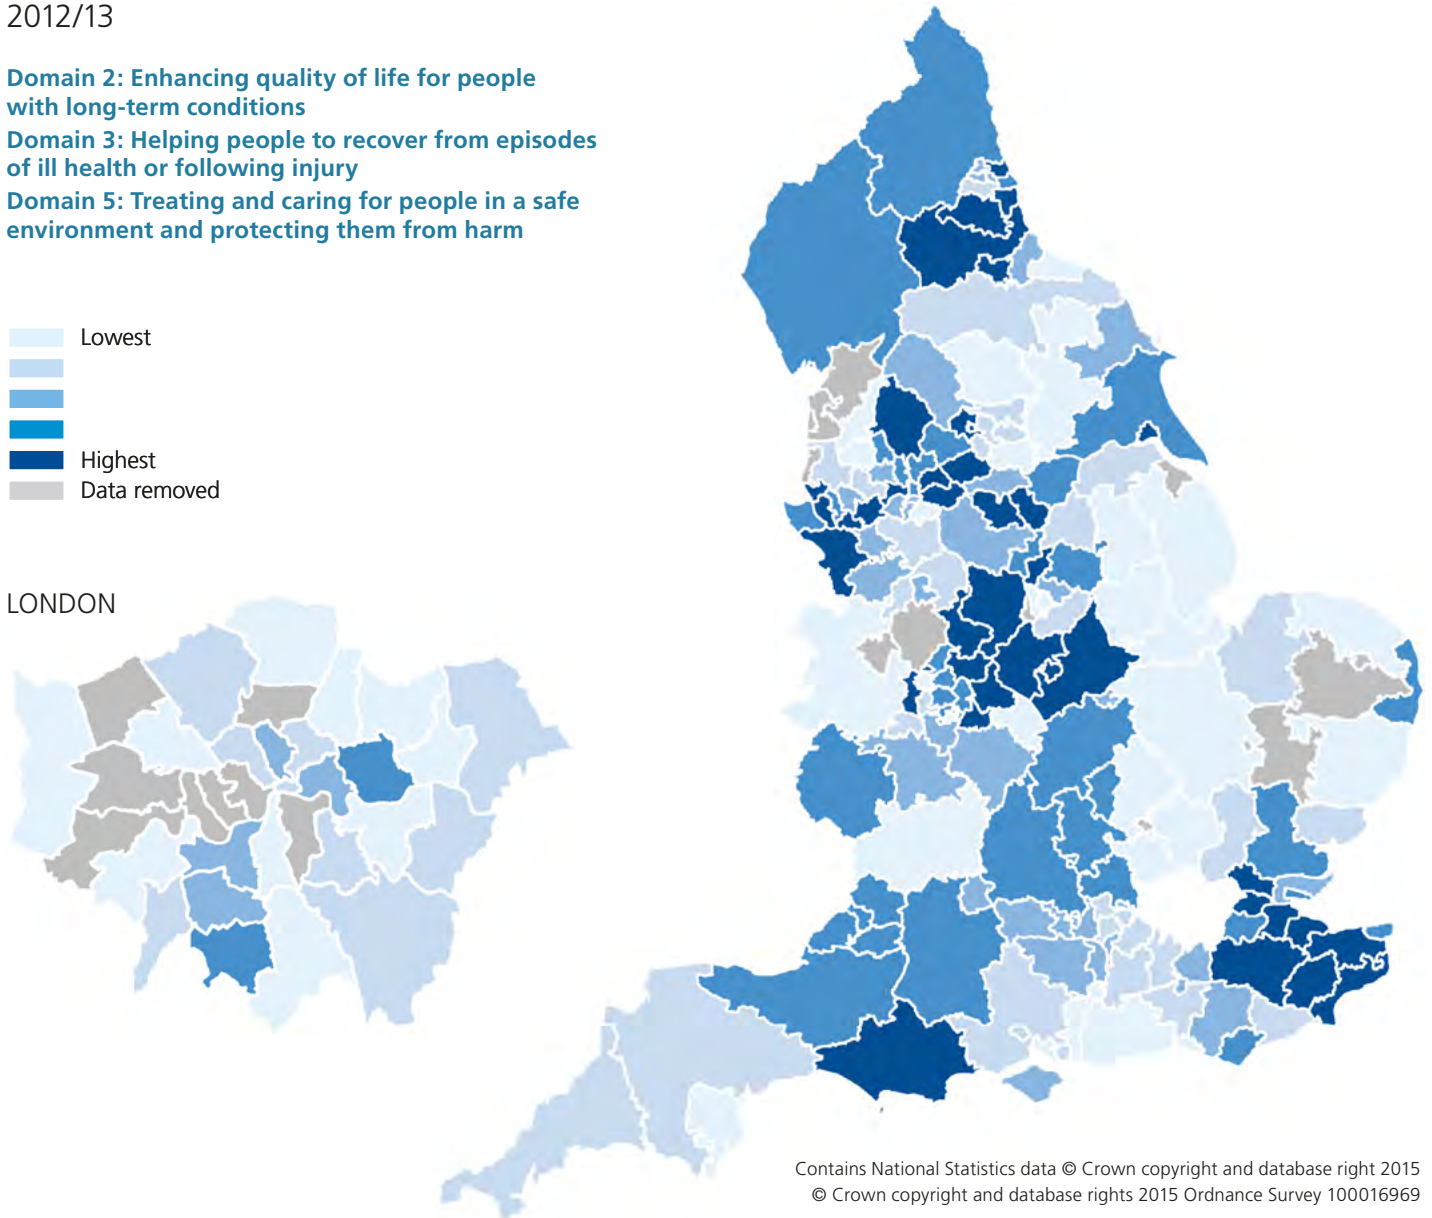 2012/13
Domain 2: Enhancing quality of life for people
with long-term conditions
Domain 3: Helping people to recover from episodes
of ill health or following injury
Domain 5: Treating and caring for people in a safe
environment and protecting them from harm
Lowest
Highest
Data removed
LONDON
Contains National Statistics data © Crown copyright and database right 2015
© Crown copyright and database rights 2015 Ordnance Survey 100016969